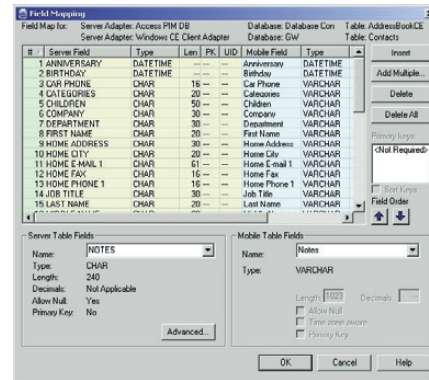 Field Mapping
Field Map for: Server Adapter: Access PIM DB Database: Database Con Table: AddressBookCE
Server Adapter: Windows CE Client Adapter Database: GW Table: Contacts
# Server Field Type Len PK UID Mobile Field Type
1 ANNIVERSARY DATETIME Anniversary DATETIME
2 BIRTHDAY DATETIME Birthday DATETIME
3 CAR PHONE CHAR 16 Car Phone VARCHAR
4 CATEGORIES CHAR 20 Categories VARCHAR
5 CHILDREN CHAR 50 Children VARCHAR
6 COMPANY CHAR 30 Company VARCHAR
7 DEPARTMENT CHAR 30 Department VARCHAR
8 FIRST NAME CHAR 20 First Name VARCHAR
9 HOME ADDRESS CHAR 30 Home Address VARCHAR
10 HOME CITY CHAR 20 Home City VARCHAR
11 HOME E-MAIL 1 CHAR 61 Home E-mail 1 VARCHAR
12 HOME FAX CHAR 16 Home Fax VARCHAR
13 HOME PHONE 1 CHAR 16 Home Phone 1 VARCHAR
14 JOB TITLE CHAR 30 Job Title VARCHAR
15 LAST NAME CHAR 20 Last Name VARCHAR
Insert
Add Multiple...
Delete
Delete All
Primary keys:
<Not Required>
Sort Keys
Field Order
Server Table Fields
Name: NOTES
Type: CHAR
Length: 240
Decimals: Not Applicable
Allow Null: Yes
Primary Key: No
Advanced...
Mobile Table Fields
Name: Notes
Type: VARCHAR
Length: 1023 Decimals:
Allow Null
Time zone aware
Primary Key
OK Cancel Help